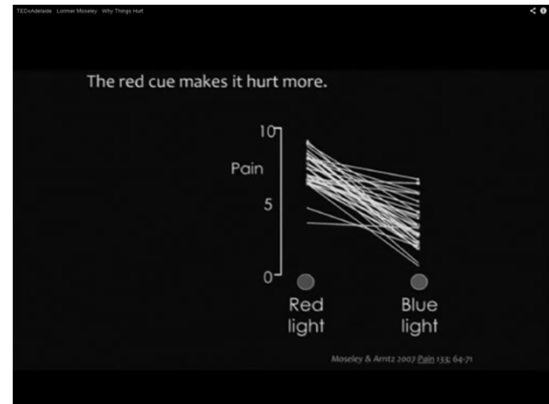 TEDxAdelaide Lorimer Moseley Why Things Hurt
The red cue makes it hurt more.
10
Pain
5
0
Red
light
Blue
light
Moseley & Arntz 2007 Pain 133; 64-71